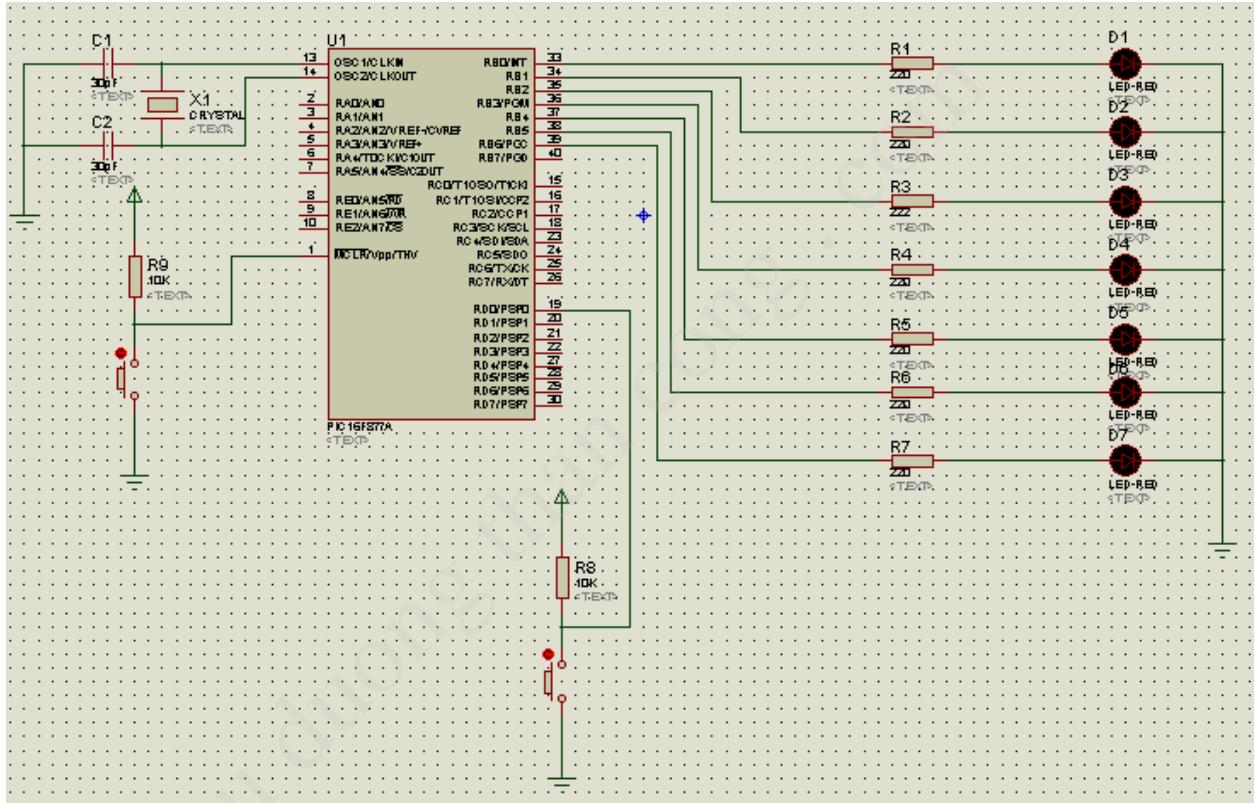 C1
30pF
<TEXT>
X1
CRYSTAL
<TEXT>
C2
30pF
<TEXT>
R9
10K
<TEXT>
U1
13 OSC1/CLKIN
14 OSC2/CLKOUT
2 RA0/AN0
3 RA1/AN1
4 RA2/AN2/VREF-/CVREF
5 RA3/AN3/VREF+
6 RA4/T0CKI/C1OUT
7 RA5/AN4/SS/C2OUT
8 RE0/AN5/RD
9 RE1/AN6/WR
10 RE2/AN7/CS
1 MCLR/Vpp/THV
RB0/INT 33
RB1 34
RB2 35
RB3/PGM 36
RB4 37
RB5 38
RB6/PGC 39
RB7/PGD 40
RC0/T1OSO/T1CKI 15
RC1/T1OSI/CCP2 16
RC2/CCP1 17
RC3/SCK/SCL 18
RC4/SDI/SDA 23
RC5/SDO 24
RC6/TX/CK 25
RC7/RX/DT 26
RD0/PSP0 19
RD1/PSP1 20
RD2/PSP2 21
RD3/PSP3 22
RD4/PSP4 27
RD5/PSP5 28
RD6/PSP6 29
RD7/PSP7 30
PIC16F877A
<TEXT>
R8
10K
<TEXT>
R1
220
<TEXT>
R2
220
<TEXT>
R3
222
<TEXT>
R4
220
<TEXT>
R5
220
<TEXT>
R6
220
<TEXT>
R7
220
<TEXT>
D1
LED-RED
<TEXT>
D2
LED-RED
<TEXT>
D3
LED-RED
<TEXT>
D4
LED-RED
<TEXT>
D5
LED-RED
<TEXT>
D6
LED-RED
<TEXT>
D7
LED-RED
<TEXT>
duong than cong . com